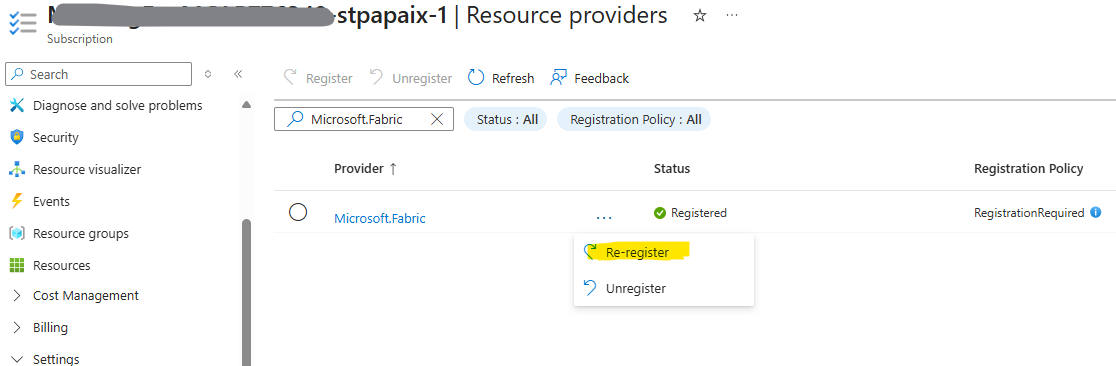 -stpapaix-1 | Resource providers
Subscription
Search
Register
Unregister
Refresh
Feedback
Diagnose and solve problems
Microsoft.Fabric
Status : All
Registration Policy : All
Security
Resource visualizer
Provider ↑
Status
Registration Policy
Events
Microsoft.Fabric
...
Registered
RegistrationRequired
Resource groups
Re-register
Resources
Unregister
Cost Management
Billing
Settings